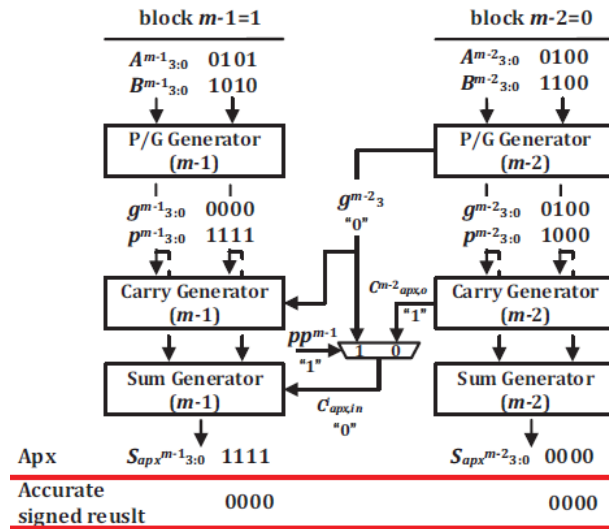 block m-1=1 block m-2=0
A^m-1_3:0 0101 A^m-2_3:0 0100
B^m-1_3:0 1010 B^m-2_3:0 1100
P/G Generator P/G Generator
(m-1) (m-2)
g^m-1_3:0 0000 g^m-2_3 g^m-2_3:0 0100
p^m-1_3:0 1111 "0" p^m-2_3:0 1000
Carry Generator C^m-2_apx,o Carry Generator
(m-1) "1" (m-2)
pp^m-1 1 0
"1"
Sum Generator Sum Generator
(m-1) C^i_apx,in (m-2)
"0"
Apx S_apx^m-1_3:0 1111 S_apx^m-2_3:0 0000
Accurate
signed reuslt 0000 0000